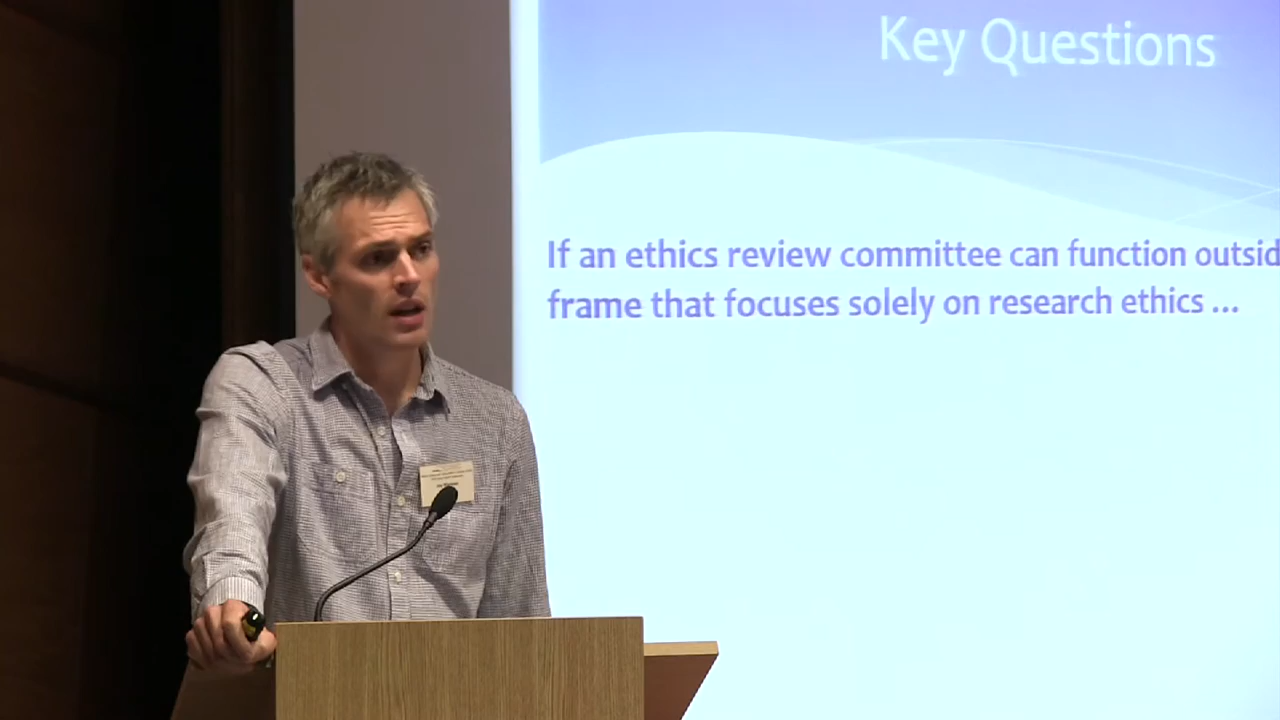 Key Questions
If an ethics review committee can function outsid
frame that focuses solely on research ethics ...